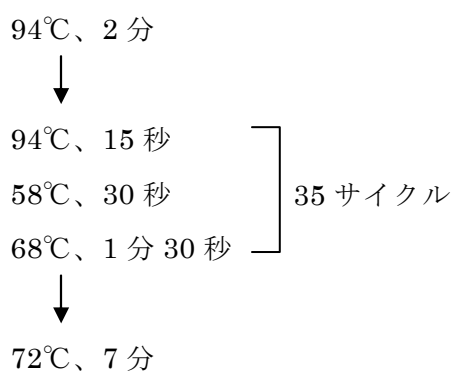 94℃、2 分
94℃、15 秒
58℃、30 秒
35 サイクル
68℃、1 分 30 秒
72℃、7 分